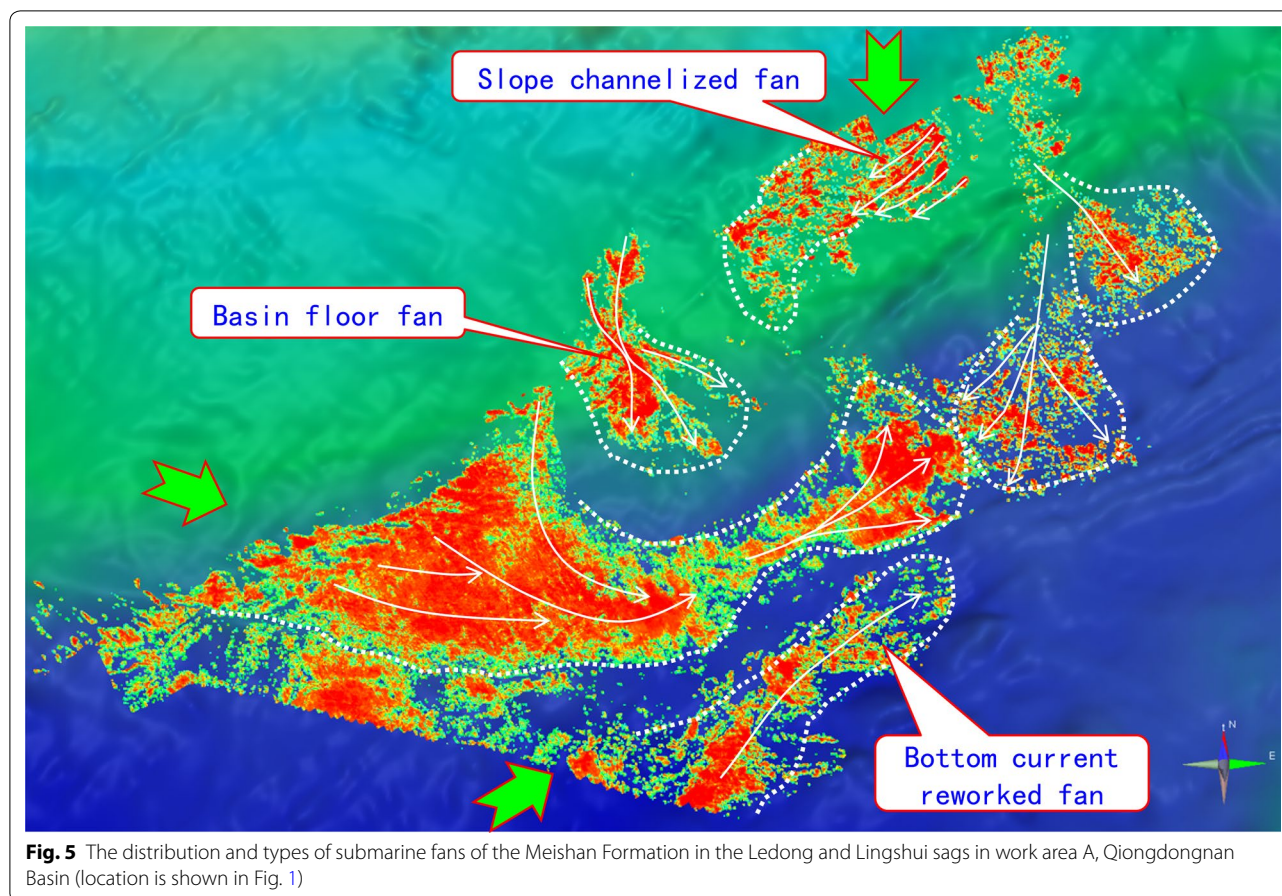 Slope channelized fan
Basin floor fan
Bottom current
reworked fan
N
E
Fig. 5 The distribution and types of submarine fans of the Meishan Formation in the Ledong and Lingshui sags in work area A, Qiongdongnan
Basin (location is shown in Fig. 1)